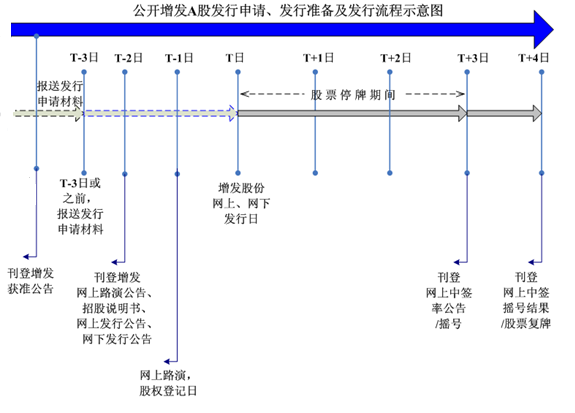 公开增发A股发行申请、发行准备及发行流程示意图
T-3日
T-2日
T-1日
T日
T+1日
T+2日
T+3日
T+4日
报送发行
申请材料
股票停牌期间
T-3日或
之前，
报送发行
申请材料
增发股份
网上、网下
发行日
刊登增发
获准公告
刊登增发
网上路演公告、
招股说明书、
网上发行公告、
网下发行公告
刊登
网上中签
率公告
/摇号
刊登
网上中签
摇号结果
/股票复牌
网上路演，
股权登记日